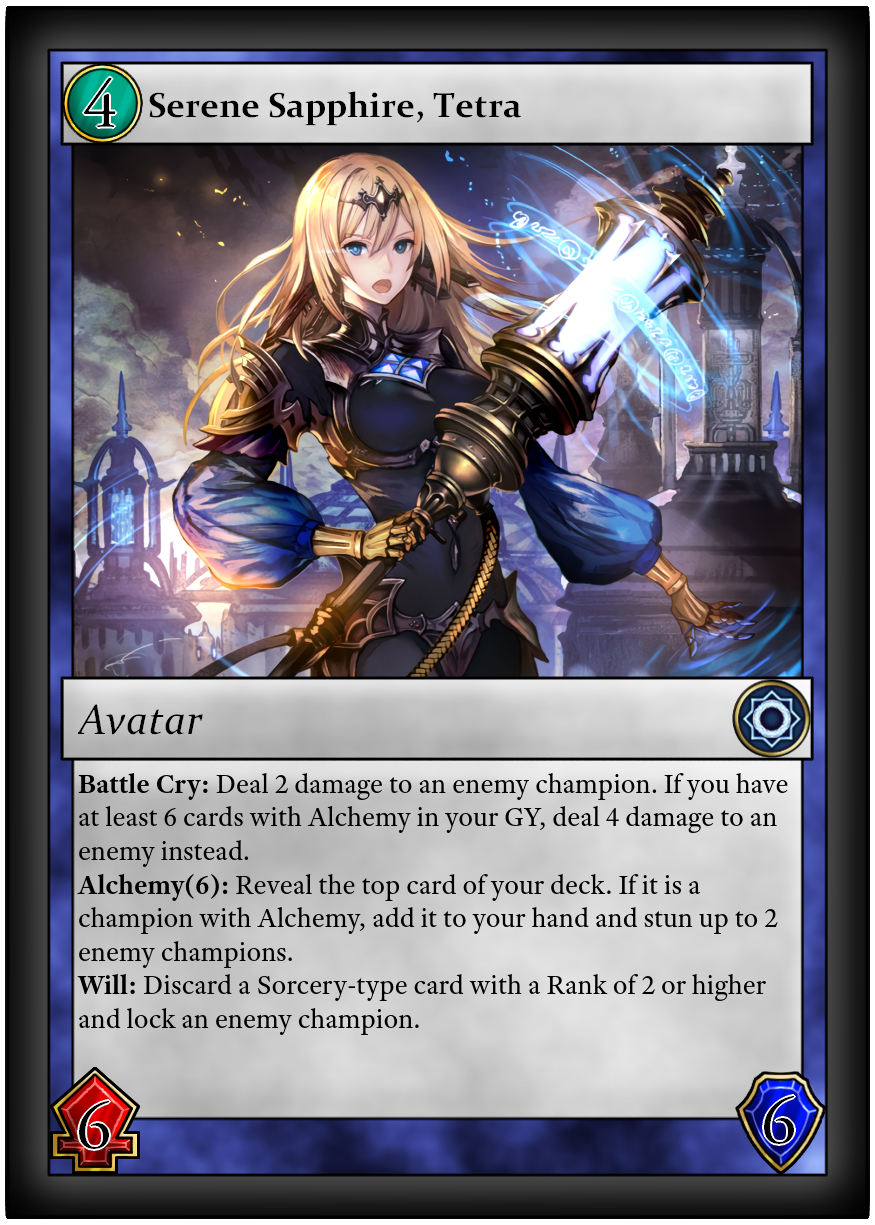 4 Serene Sapphire, Tetra
Avatar
Battle Cry: Deal 2 damage to an enemy champion. If you have
at least 6 cards with Alchemy in your GY, deal 4 damage to an
enemy instead.
Alchemy(6): Reveal the top card of your deck. If it is a
champion with Alchemy, add it to your hand and stun up to 2
enemy champions.
Will: Discard a Sorcery-type card with a Rank of 2 or higher
and lock an enemy champion.
6 6